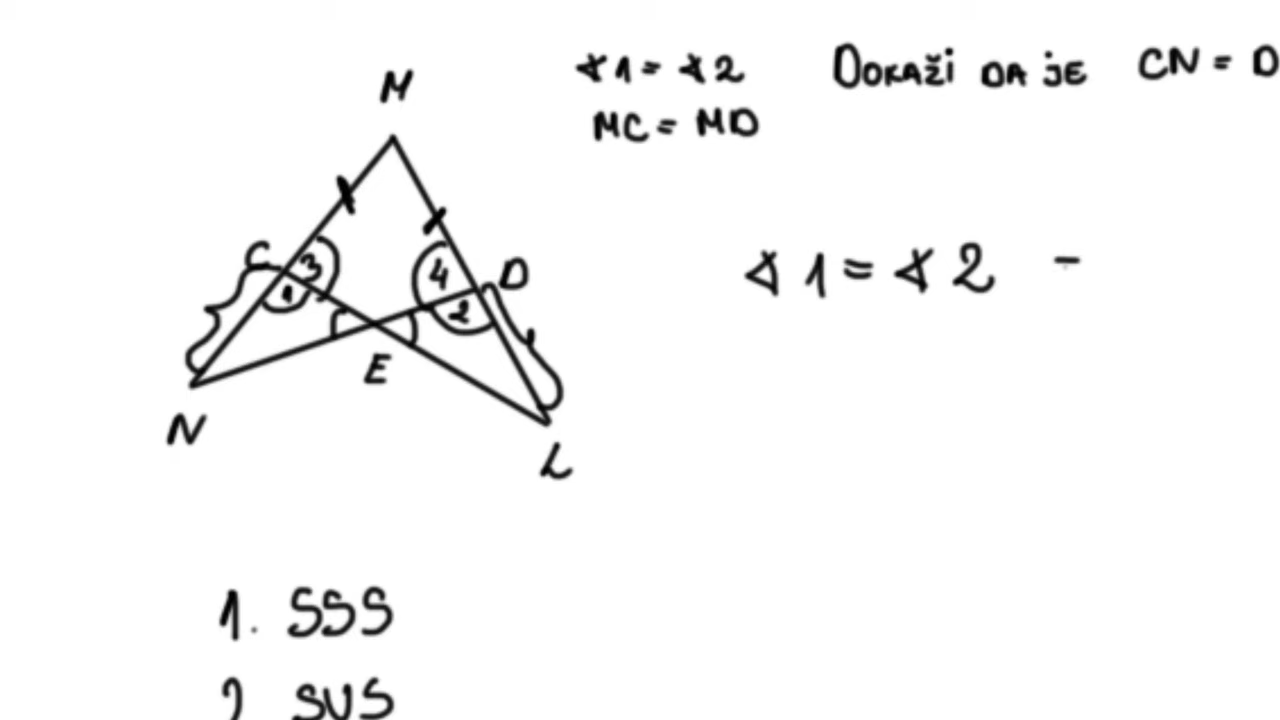 M
∢1 = ∢2 Dokaži da je CN = D
MC = MD
C 3 4 D
1 2
∢1 = ∢2 -
E
N
L
1. SSS
2 SUS